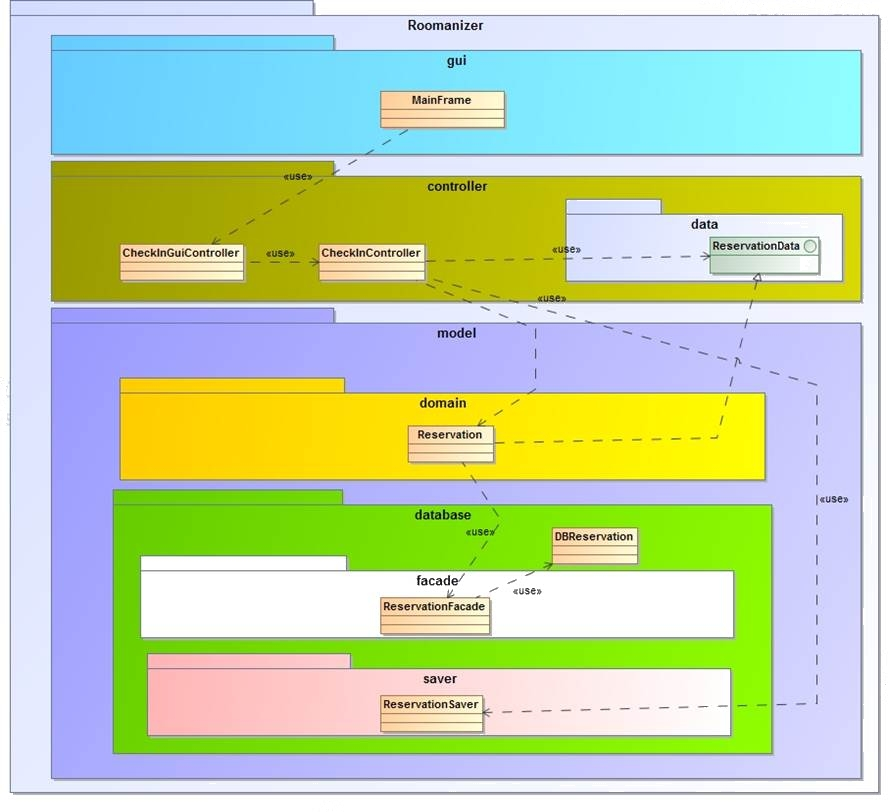 Roomanizer
gui
MainFrame
«use»
controller
data
ReservationData
CheckInGuiController
«use»
CheckInController
«use»
«use»
model
domain
Reservation
«use»
database
«use»
DBReservation
facade
«use»
ReservationFacade
saver
ReservationSaver